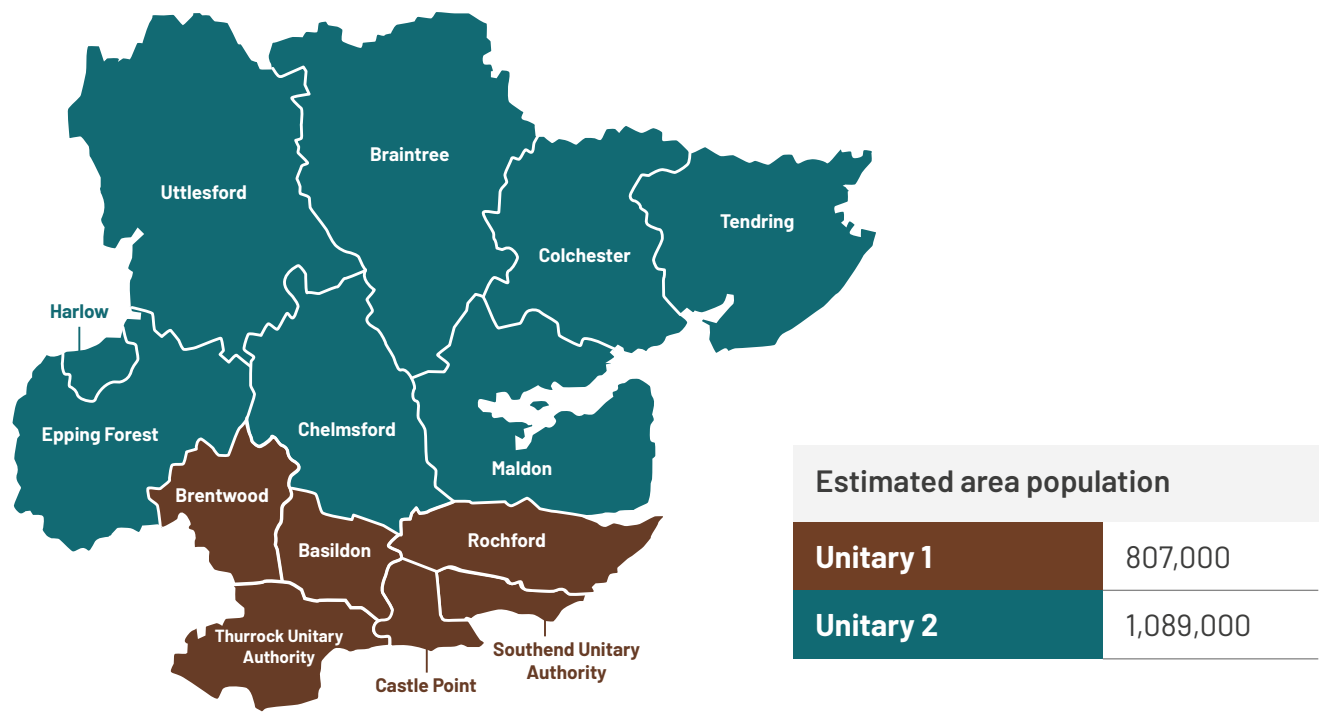 Braintree
Uttlesford
Tendring
Colchester
Harlow
Chelmsford
Epping Forest
Maldon
Brentwood
Rochford
Basildon
Thurrock Unitary
Authority
Southend Unitary
Authority
Castle Point
Estimated area population
Unitary 1 807,000
Unitary 2 1,089,000